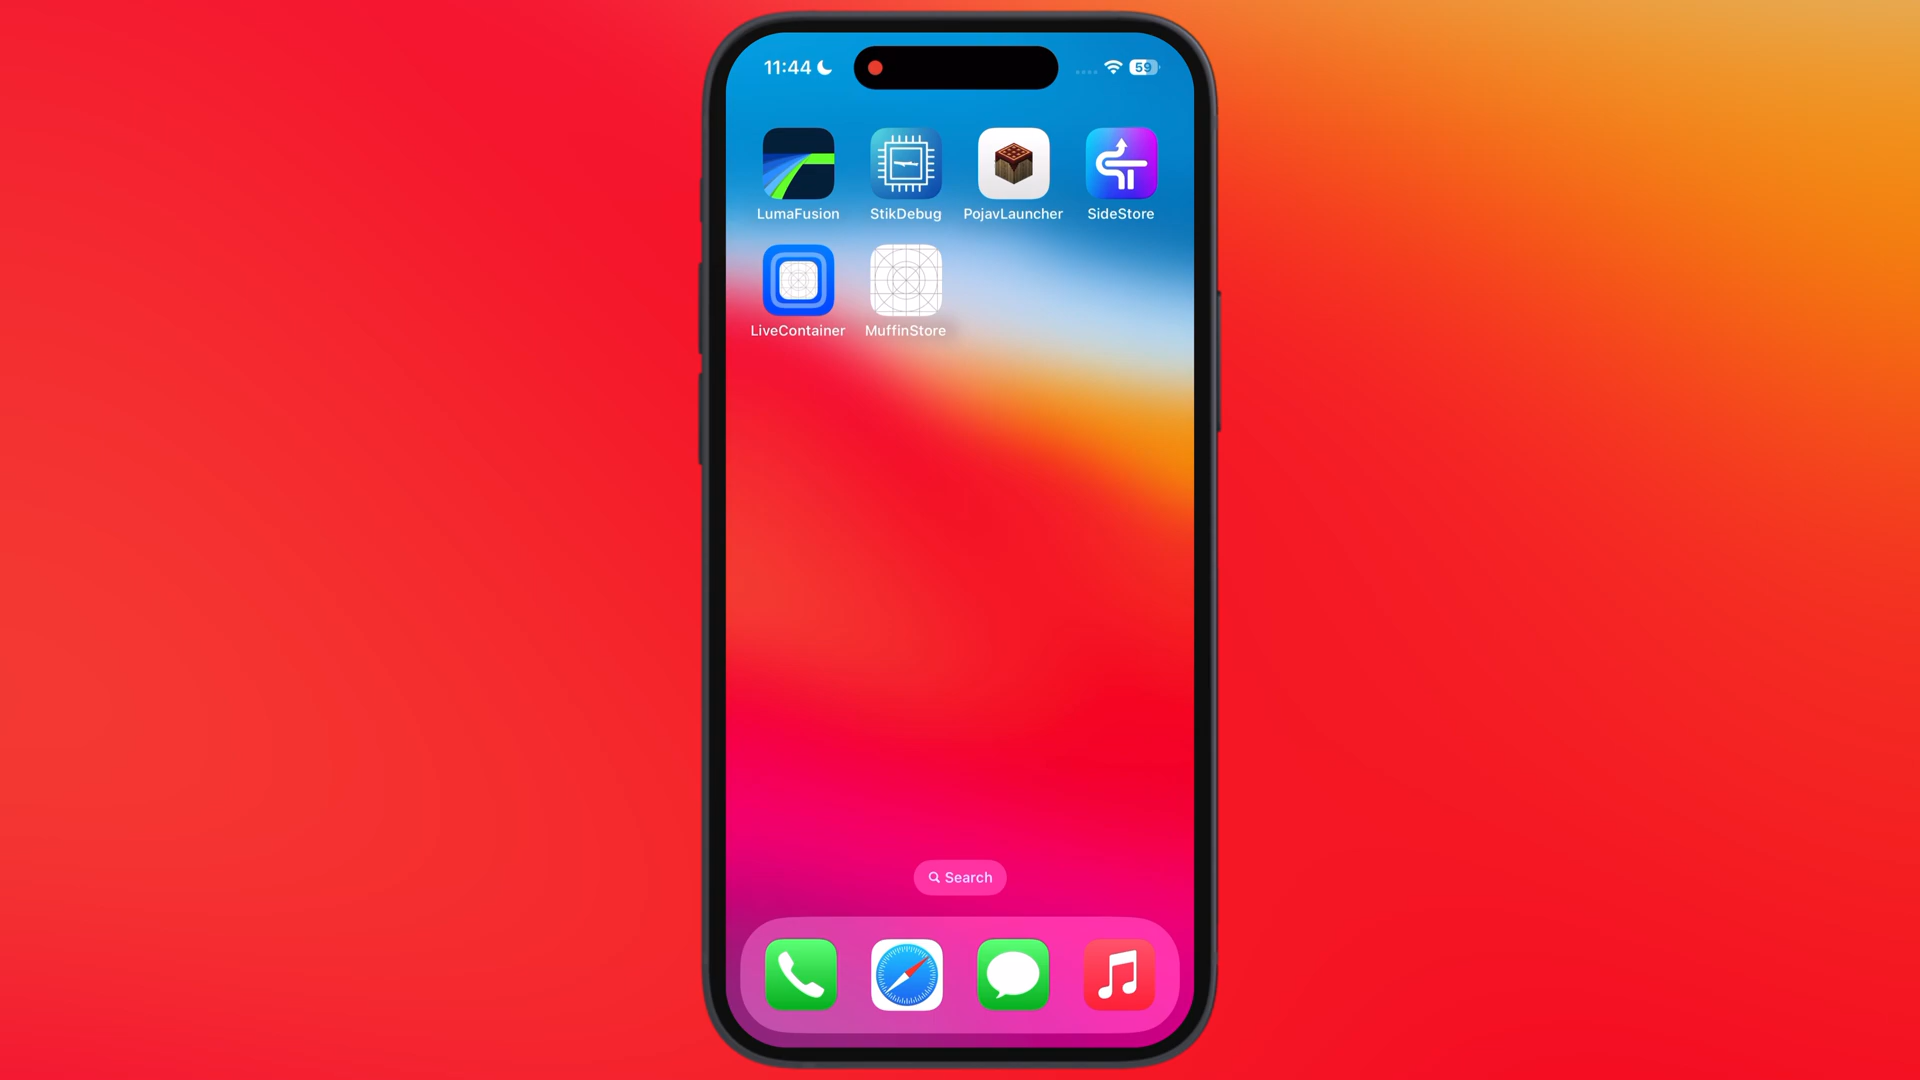 11:44
59
LumaFusion
StikDebug
PojavLauncher
SideStore
LiveContainer
MuffinStore
Search